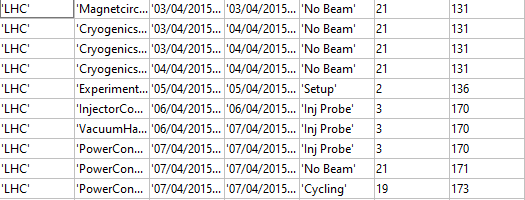 'LHC' 'Magnetcirc... '03/04/2015... '03/04/2015... 'No Beam' 21 131
'LHC' 'Cryogenics... '03/04/2015... '04/04/2015... 'No Beam' 21 131
'LHC' 'Cryogenics... '04/04/2015... '04/04/2015... 'No Beam' 21 131
'LHC' 'Cryogenics... '04/04/2015... '04/04/2015... 'No Beam' 21 131
'LHC' 'Experiment... '05/04/2015... '05/04/2015... 'Setup' 2 136
'LHC' 'InjectorCo... '06/04/2015... '06/04/2015... 'Inj Probe' 3 170
'LHC' 'VacuumHa... '06/04/2015... '07/04/2015... 'Inj Probe' 3 170
'LHC' 'PowerCon... '07/04/2015... '07/04/2015... 'Inj Probe' 3 170
'LHC' 'PowerCon... '07/04/2015... '07/04/2015... 'No Beam' 21 171
'LHC' 'PowerCon... '07/04/2015... '07/04/2015... 'Cycling' 19 173